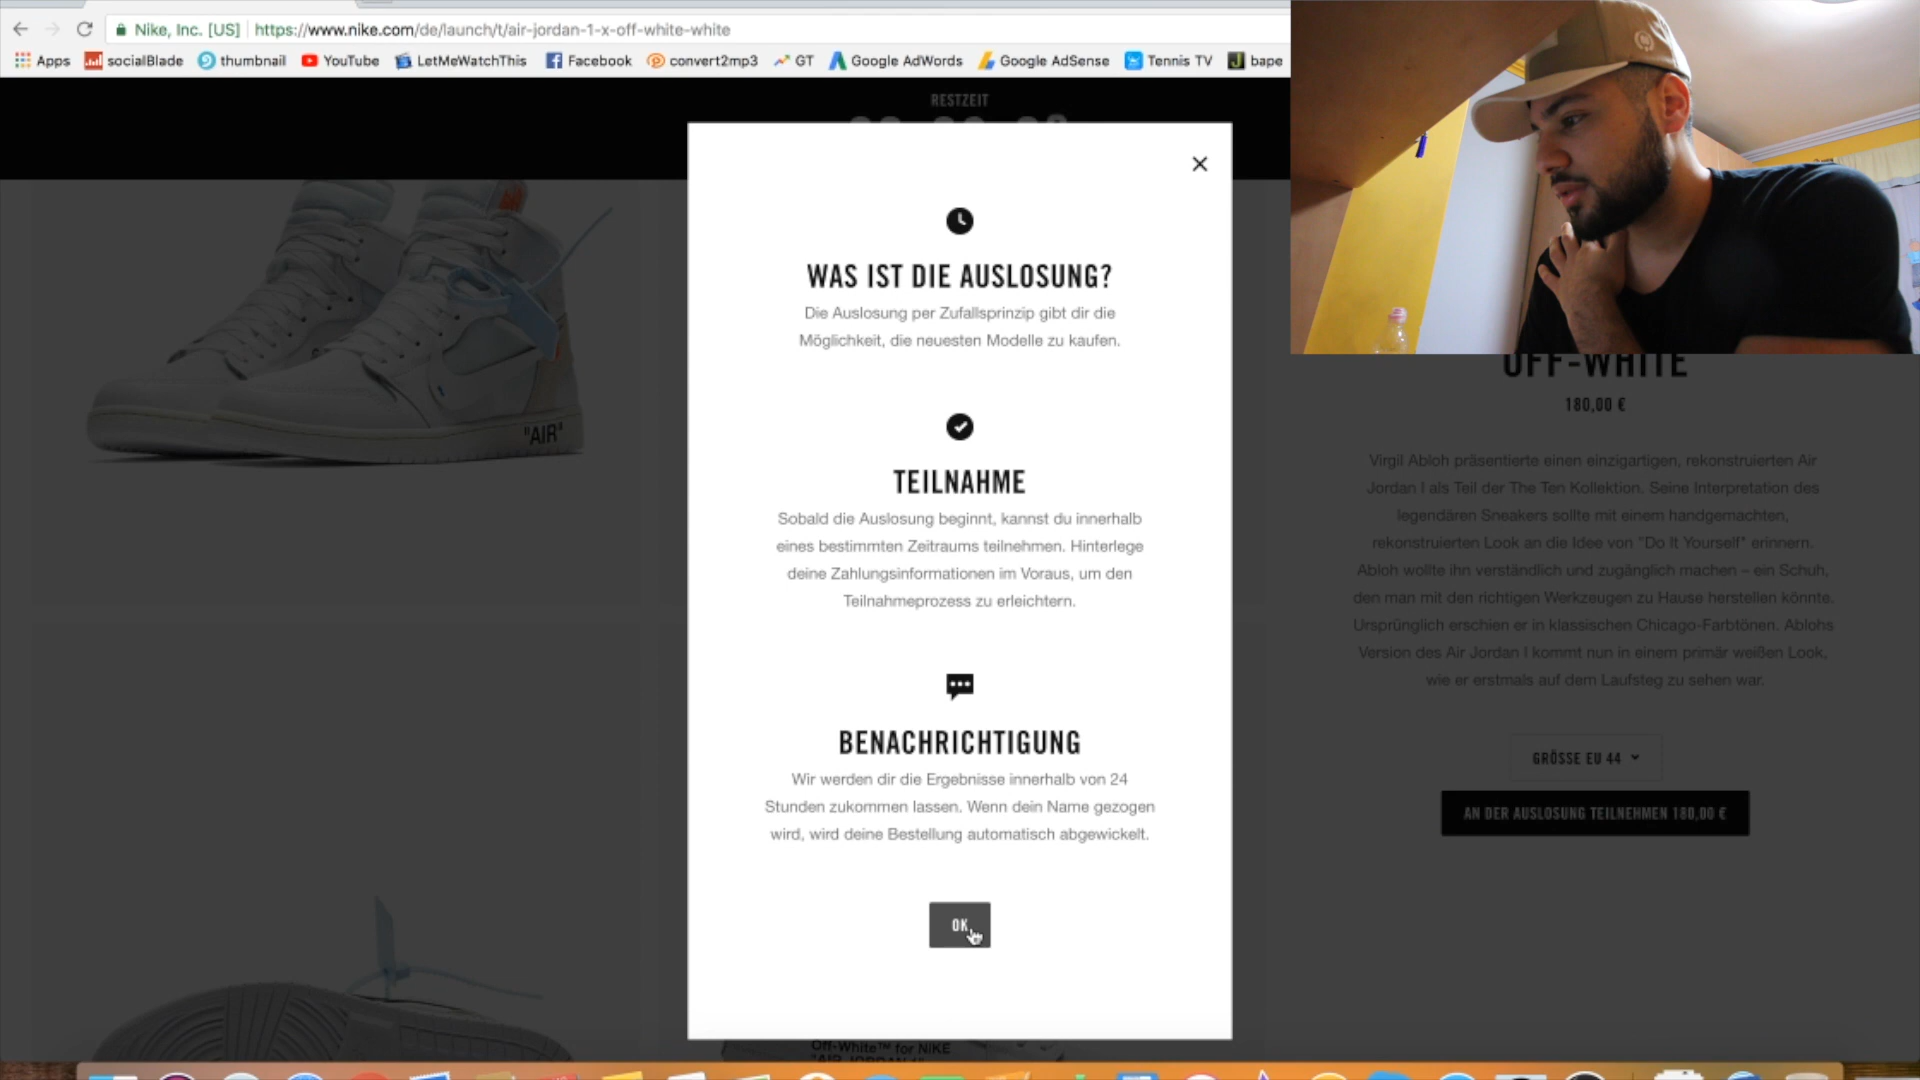 Nike, Inc. [US] https://www.nike.com/de/launch/t/air-jordan-1-x-off-white-white
Apps socialBlade thumbnail YouTube LetMeWatchThis Facebook convert2mp3 GT Google AdWords Google AdSense Tennis TV bape
RESTZEIT
WAS IST DIE AUSLOSUNG?
Die Auslosung per Zufallsprinzip gibt dir die
Möglichkeit, die neuesten Modelle zu kaufen.
TEILNAHME
Sobald die Auslosung beginnt, kannst du innerhalb
eines bestimmten Zeitraums teilnehmen. Hinterlege
deine Zahlungsinformationen im Voraus, um den
Teilnahmeprozess zu erleichtern.
BENACHRICHTIGUNG
Wir werden dir die Ergebnisse innerhalb von 24
Stunden zukommen lassen. Wenn dein Name gezogen
wird, wird deine Bestellung automatisch abgewickelt.
OK
"AIR"
Off-White™ for NIKE
"AIR JORDAN 1"
OFF-WHITE
180,00 €
Virgil Abloh präsentierte einen einzigartigen, rekonstruierten Air
Jordan I als Teil der The Ten Kollektion. Seine Interpretation des
legendären Sneakers sollte mit einem handgemachten,
rekonstruierten Look an die Idee von "Do It Yourself" erinnern.
Abloh wollte ihn verständlich und zugänglich machen – ein Schuh,
den man mit den richtigen Werkzeugen zu Hause herstellen könnte.
Ursprünglich erschien er in klassischen Chicago-Farbtönen. Ablohs
Version des Air Jordan I kommt nun in einem primär weißen Look,
wie er erstmals auf dem Laufsteg zu sehen war.
GRÖSSE EU 44
AN DER AUSLOSUNG TEILNEHMEN 180,00 €